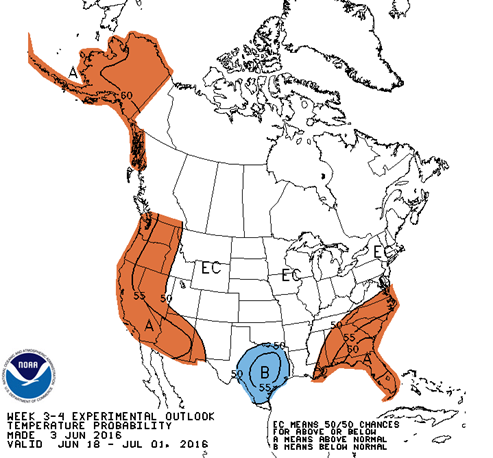 A
60
EC
EC
EC
55
50
A
50
50
B
55
50
55
60
50
A
NOAA
WEEK 3-4 EXPERIMENTAL OUTLOOK
TEMPERATURE PROBABILITY
MADE 3 JUN 2016
VALID JUN 18 - JUL 01, 2016
EC MEANS 50/50 CHANCES
FOR ABOVE OR BELOW
A MEANS ABOVE NORMAL
B MEANS BELOW NORMAL